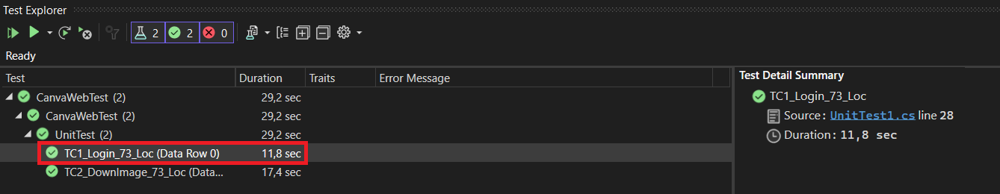 Test Explorer
2 2 0
Ready
Test Duration Traits Error Message
CanvaWebTest (2) 29,2 sec
CanvaWebTest (2) 29,2 sec
UnitTest (2) 29,2 sec
TC1_Login_73_Loc (Data Row 0) 11,8 sec
TC2_DownImage_73_Loc (Data... 17,4 sec
Test Detail Summary
TC1_Login_73_Loc
Source: UnitTest1.cs line 28
Duration: 11,8 sec